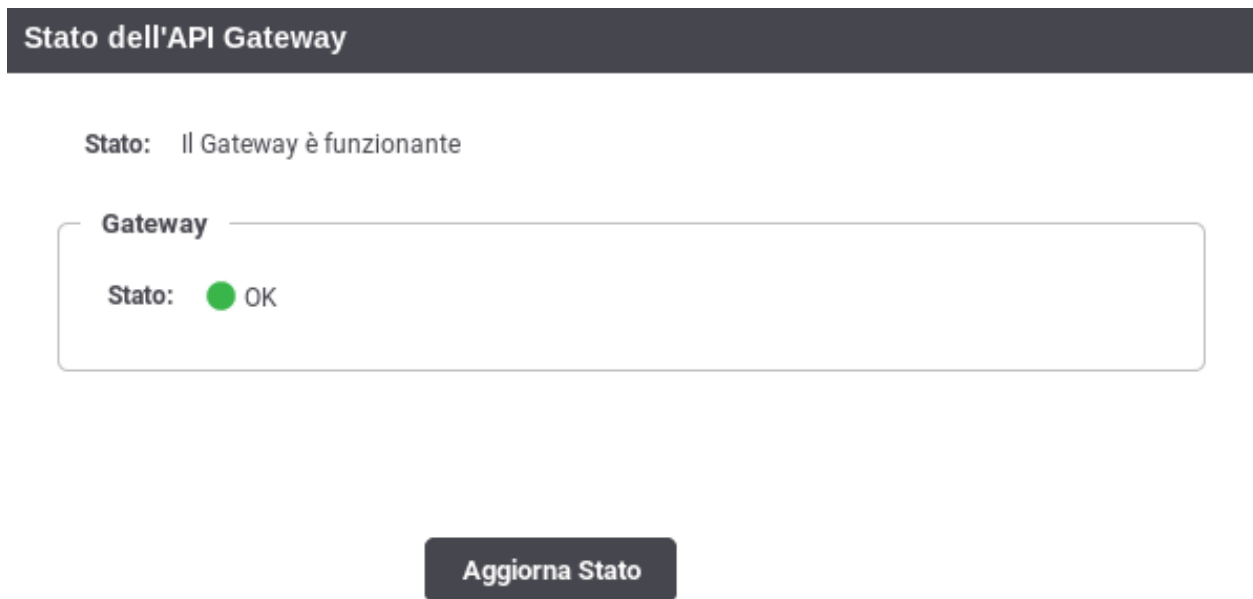 Stato dell'API Gateway
Stato: Il Gateway è funzionante
Gateway
Stato: OK
Aggiorna Stato